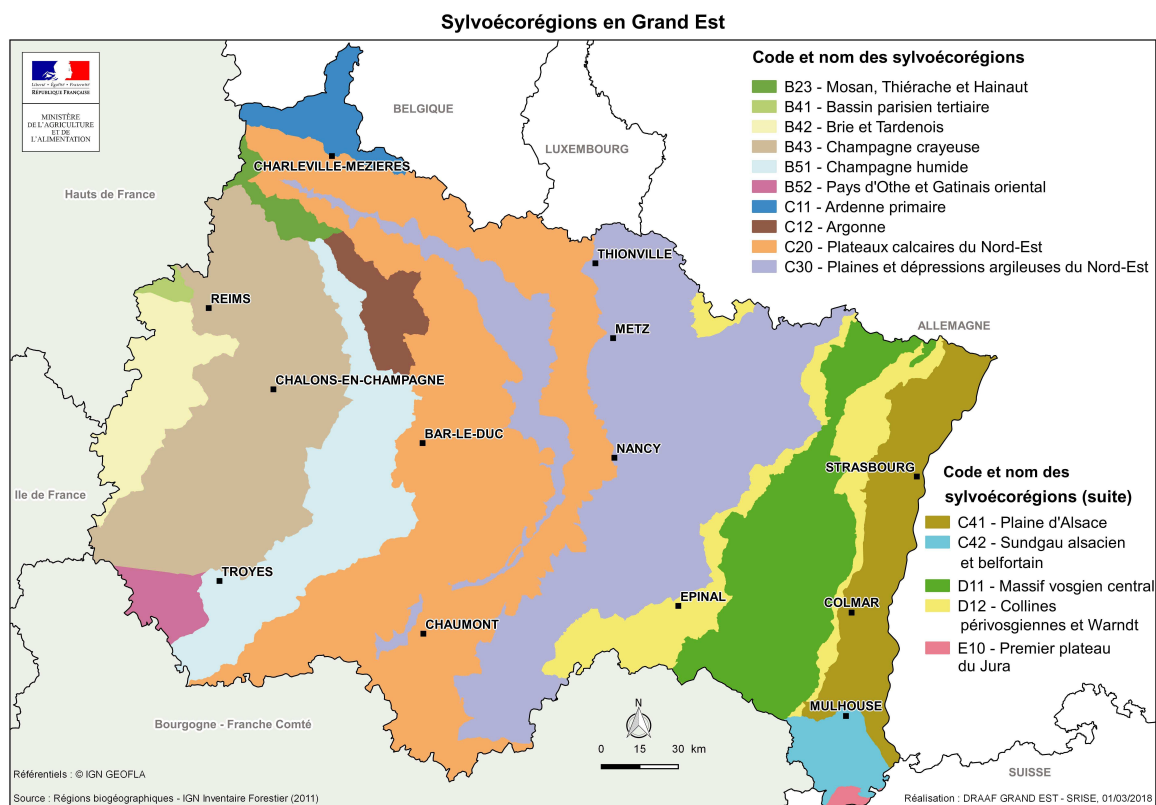 Sylvoécorégions en Grand Est
Liberté • Égalité • Fraternité
RÉPUBLIQUE FRANÇAISE
MINISTÈRE
DE L'AGRICULTURE
ET DE
L'ALIMENTATION
Code et nom des sylvoécorégions
B23 - Mosan, Thiérache et Hainaut
B41 - Bassin parisien tertiaire
B42 - Brie et Tardenois
B43 - Champagne crayeuse
B51 - Champagne humide
B52 - Pays d'Othe et Gatinais oriental
C11 - Ardenne primaire
C12 - Argonne
C20 - Plateaux calcaires du Nord-Est
C30 - Plaines et dépressions argileuses du Nord-Est
BELGIQUE
LUXEMBOURG
CHARLEVILLE-MEZIERES
Hauts de France
THIONVILLE
REIMS
METZ
ALLEMAGNE
CHALONS-EN-CHAMPAGNE
BAR-LE-DUC
NANCY
STRASBOURG
Ile de France
Code et nom des
sylvoécorégions (suite)
C41 - Plaine d'Alsace
C42 - Sundgau alsacien
et belfortain
D11 - Massif vosgien central
D12 - Collines
périvosgiennes et Warndt
E10 - Premier plateau
du Jura
TROYES
EPINAL
COLMAR
CHAUMONT
MULHOUSE
Bourgogne - Franche Comté
N
0 15 30 km
SUISSE
Référentiels : © IGN GEOFLA
Source : Régions biogéographiques - IGN Inventaire Forestier (2011)
Réalisation : DRAAF GRAND EST - SRISE, 01/03/2018